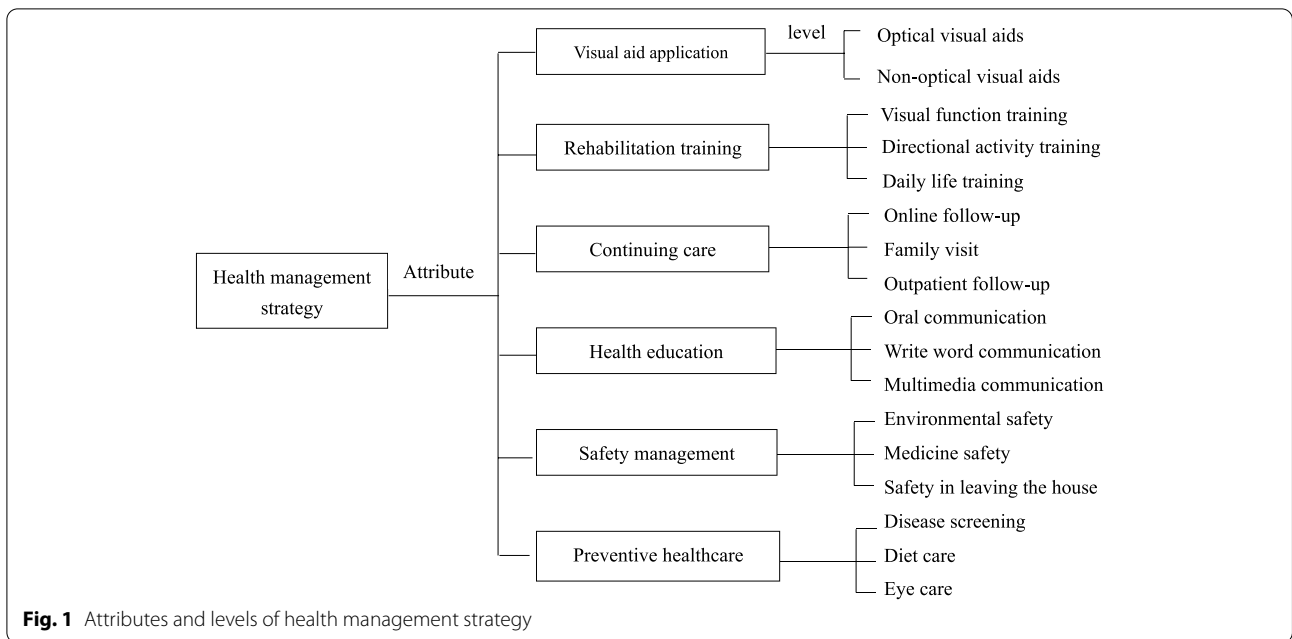 Health management
strategy
Attribute
level
Visual aid application
Optical visual aids
Non-optical visual aids
Rehabilitation training
Visual function training
Directional activity training
Daily life training
Continuing care
Online follow-up
Family visit
Outpatient follow-up
Health education
Oral communication
Write word communication
Multimedia communication
Safety management
Environmental safety
Medicine safety
Safety in leaving the house
Preventive healthcare
Disease screening
Diet care
Eye care
Fig. 1 Attributes and levels of health management strategy